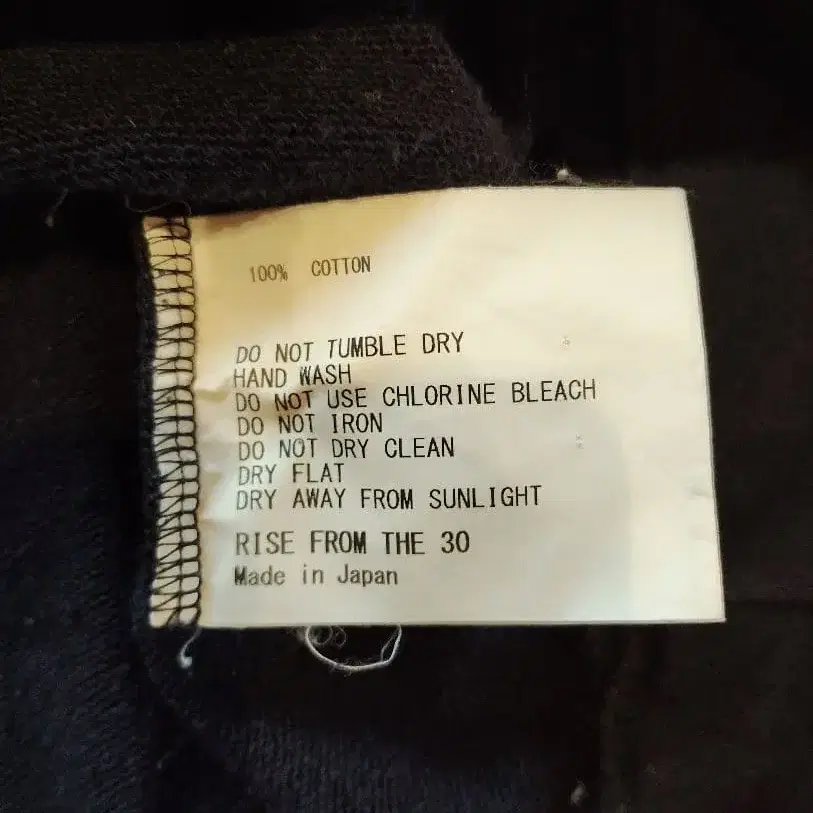 100% COTTON
DO NOT TUMBLE DRY
HAND WASH
DO NOT USE CHLORINE BLEACH
DO NOT IRON
DO NOT DRY CLEAN
DRY FLAT
DRY AWAY FROM SUNLIGHT
RISE FROM THE 30
Made in Japan